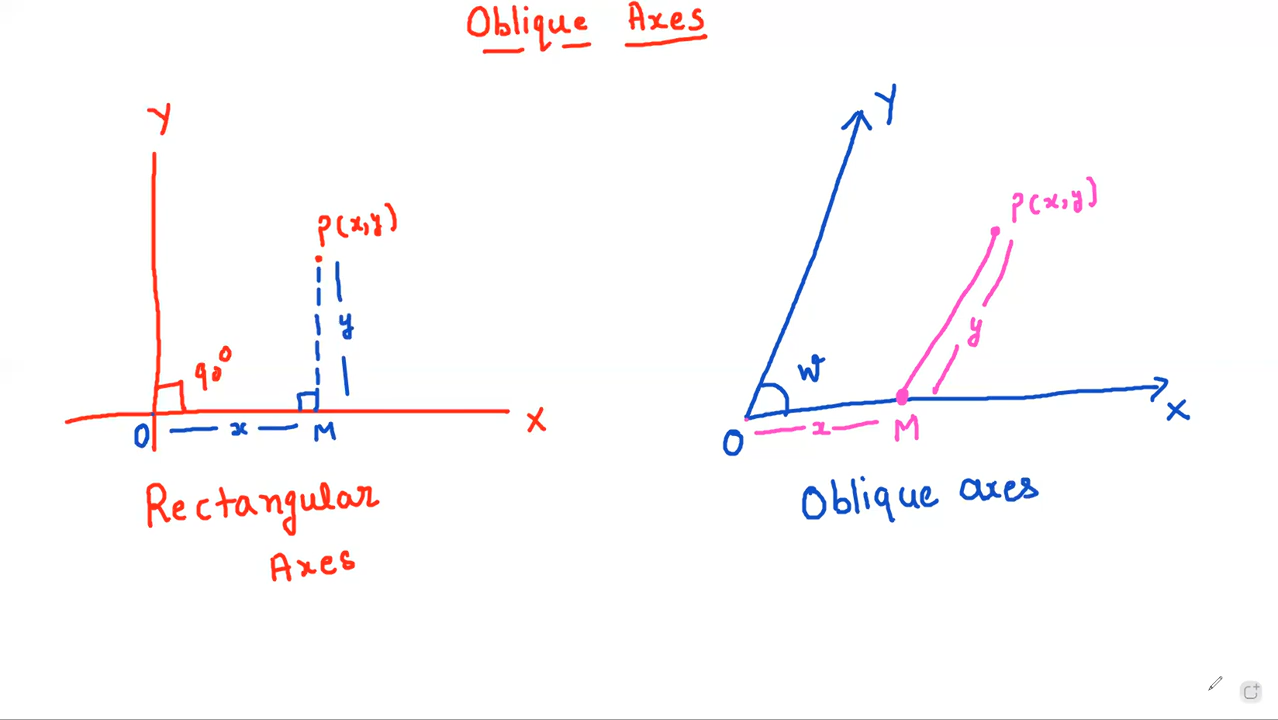 Oblique Axes
Y
P(x,y)
y
90°
O x M X
Rectangular
Axes
Y
P(x,y)
y
W
O x M X
Oblique axes